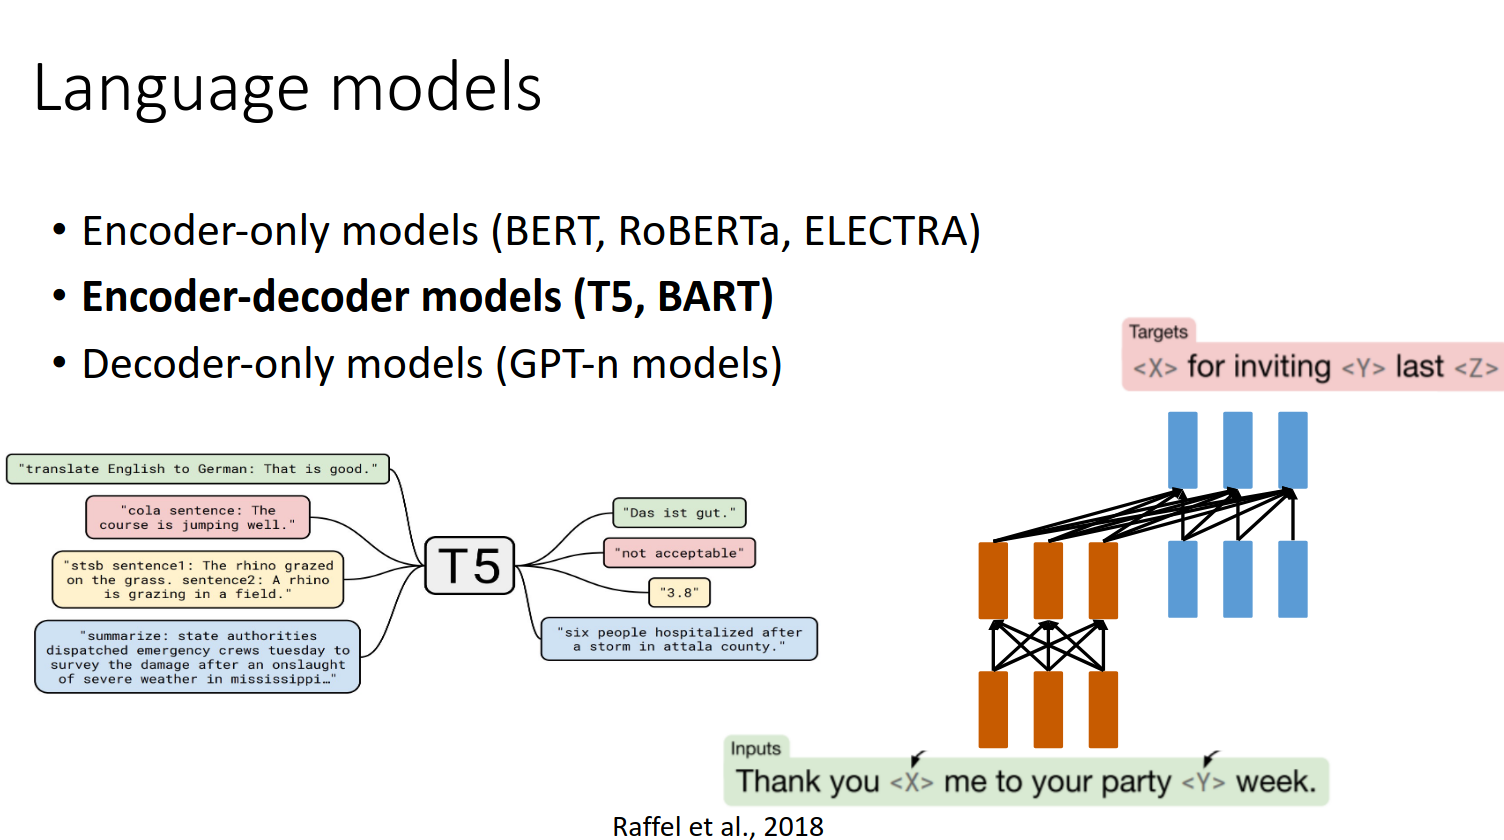 Language models
• Encoder-only models (BERT, RoBERTa, ELECTRA)
• Encoder-decoder models (T5, BART)
• Decoder-only models (GPT-n models)
"translate English to German: That is good."
"cola sentence: The
course is jumping well."
"stsb sentence1: The rhino grazed
on the grass. sentence2: A rhino
is grazing in a field."
"summarize: state authorities
dispatched emergency crews tuesday to
survey the damage after an onslaught
of severe weather in mississippi…"
T5
"Das ist gut."
"not acceptable"
"3.8"
"six people hospitalized after
a storm in attala county."
Targets
<X> for inviting <Y> last <Z>
Inputs
Thank you <X> me to your party <Y> week.
Raffel et al., 2018